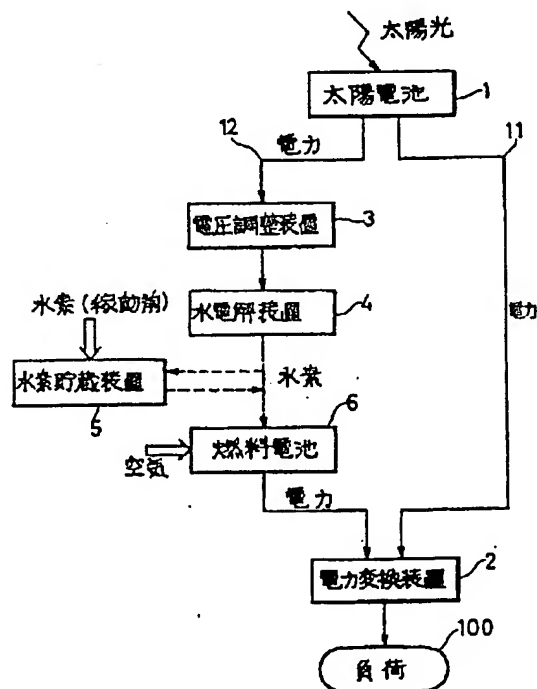 太陽光
太陽電池
1
12
電力
11
電圧調整装置
3
水素(稼動前)
水電解装置
4
電力
水素貯蔵装置
水素
5
6
燃料電池
空気
電力
電力変換装置
2
100
負荷